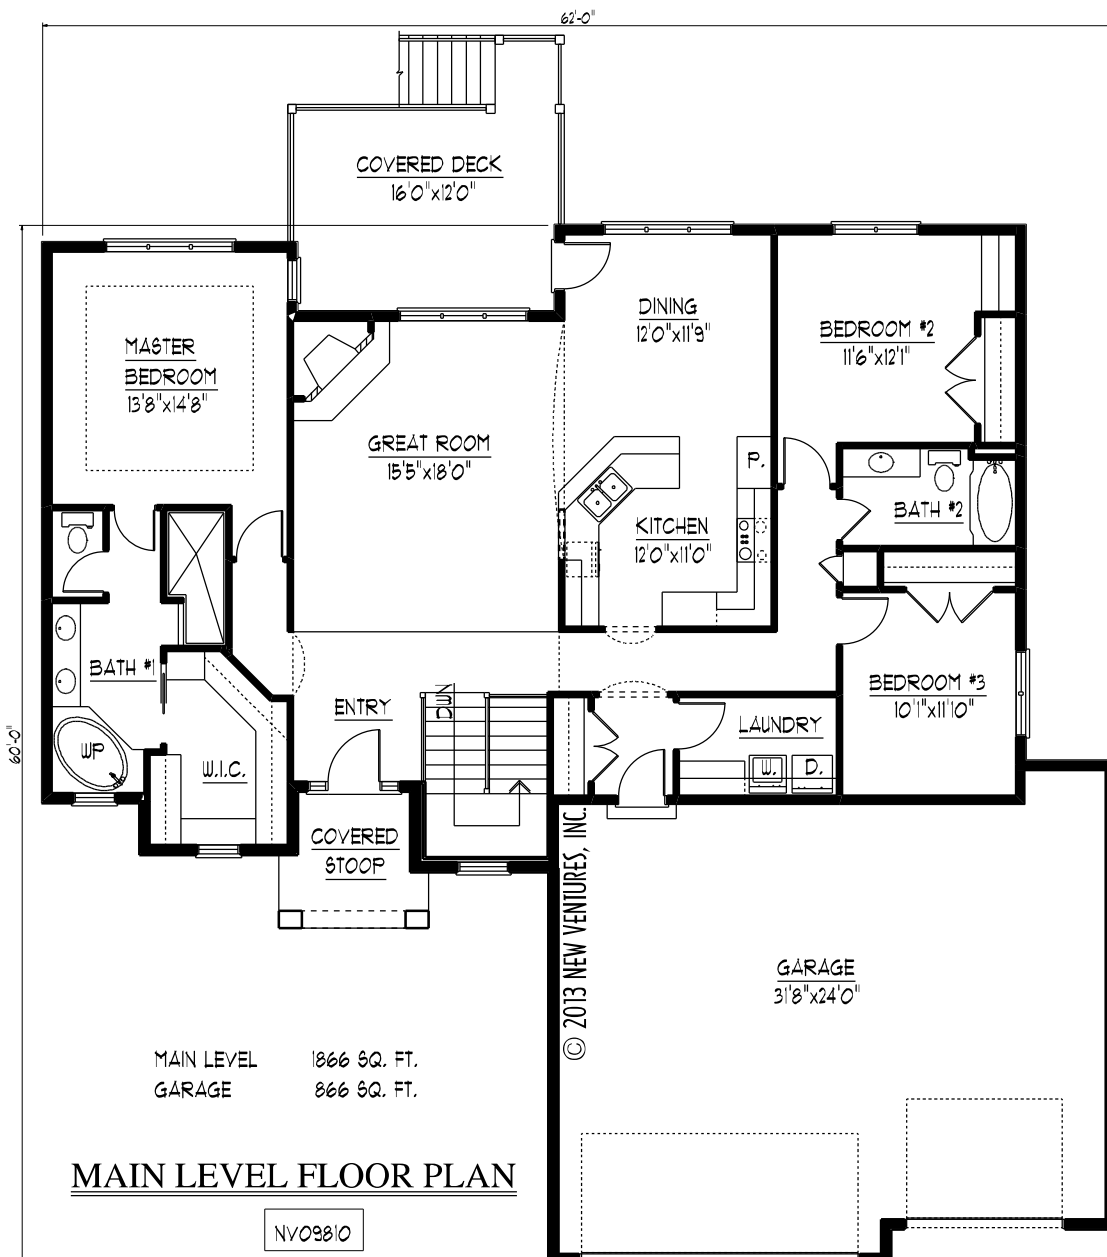 62'-0"
COVERED DECK
16'0"x12'0"
MASTER
BEDROOM
13'8"x14'8"
GREAT ROOM
15'5"x18'0"
DINING
12'0"x11'9"
BEDROOM #2
11'6"x12'1"
P.
KITCHEN
12'0"x11'0"
BATH #2
BATH #1
WP
W.I.C.
ENTRY
DWN
LAUNDRY
W.
D.
BEDROOM #3
10'1"x11'10"
60'-0"
COVERED
STOOP
© 2013 NEW VENTURES, INC.
GARAGE
31'8"x24'0"
MAIN LEVEL 1866 SQ. FT.
GARAGE 866 SQ. FT.
MAIN LEVEL FLOOR PLAN
NV09810